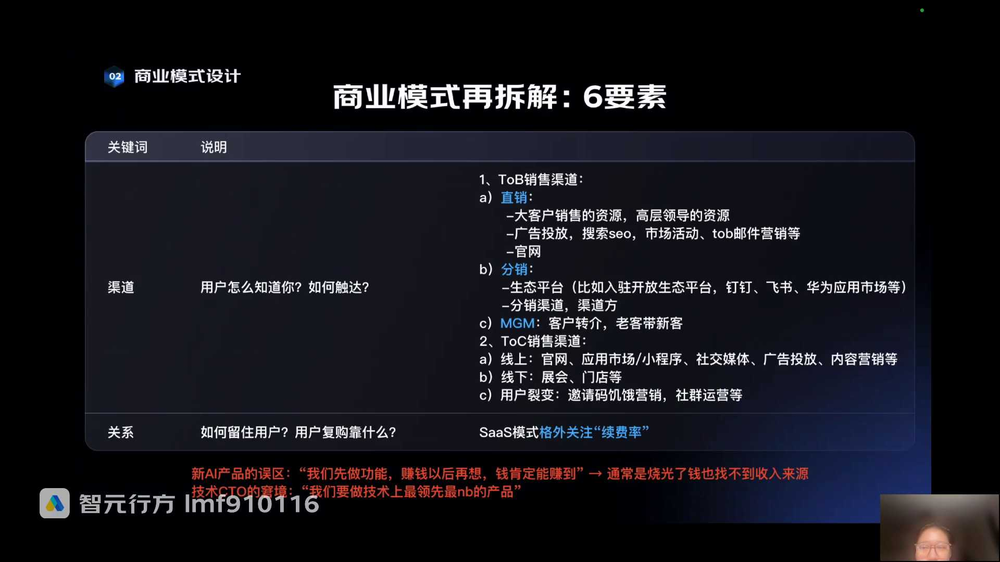 02 商业模式设计
商业模式再拆解：6要素
关键词 说明
渠道 用户怎么知道你？如何触达？
1、ToB销售渠道：
a）直销：
–大客户销售的资源，高层领导的资源
–广告投放，搜索seo，市场活动、tob邮件营销等
–官网
b）分销：
–生态平台（比如入驻开放生态平台，钉钉、飞书、华为应用市场等）
–分销渠道，渠道方
c）MGM：客户转介，老客带新客
2、ToC销售渠道：
a）线上：官网、应用市场/小程序、社交媒体、广告投放、内容营销等
b）线下：展会、门店等
c）用户裂变：邀请码饥饿营销，社群运营等
关系 如何留住用户？用户复购靠什么？ SaaS模式格外关注“续费率”
新AI产品的误区：“我们先做功能，赚钱以后再想，钱肯定能赚到”→ 通常是烧光了钱也找不到收入来源
技术CTO的窘境：“我们要做技术上最领先最nb的产品”
智元行方 lmf910116